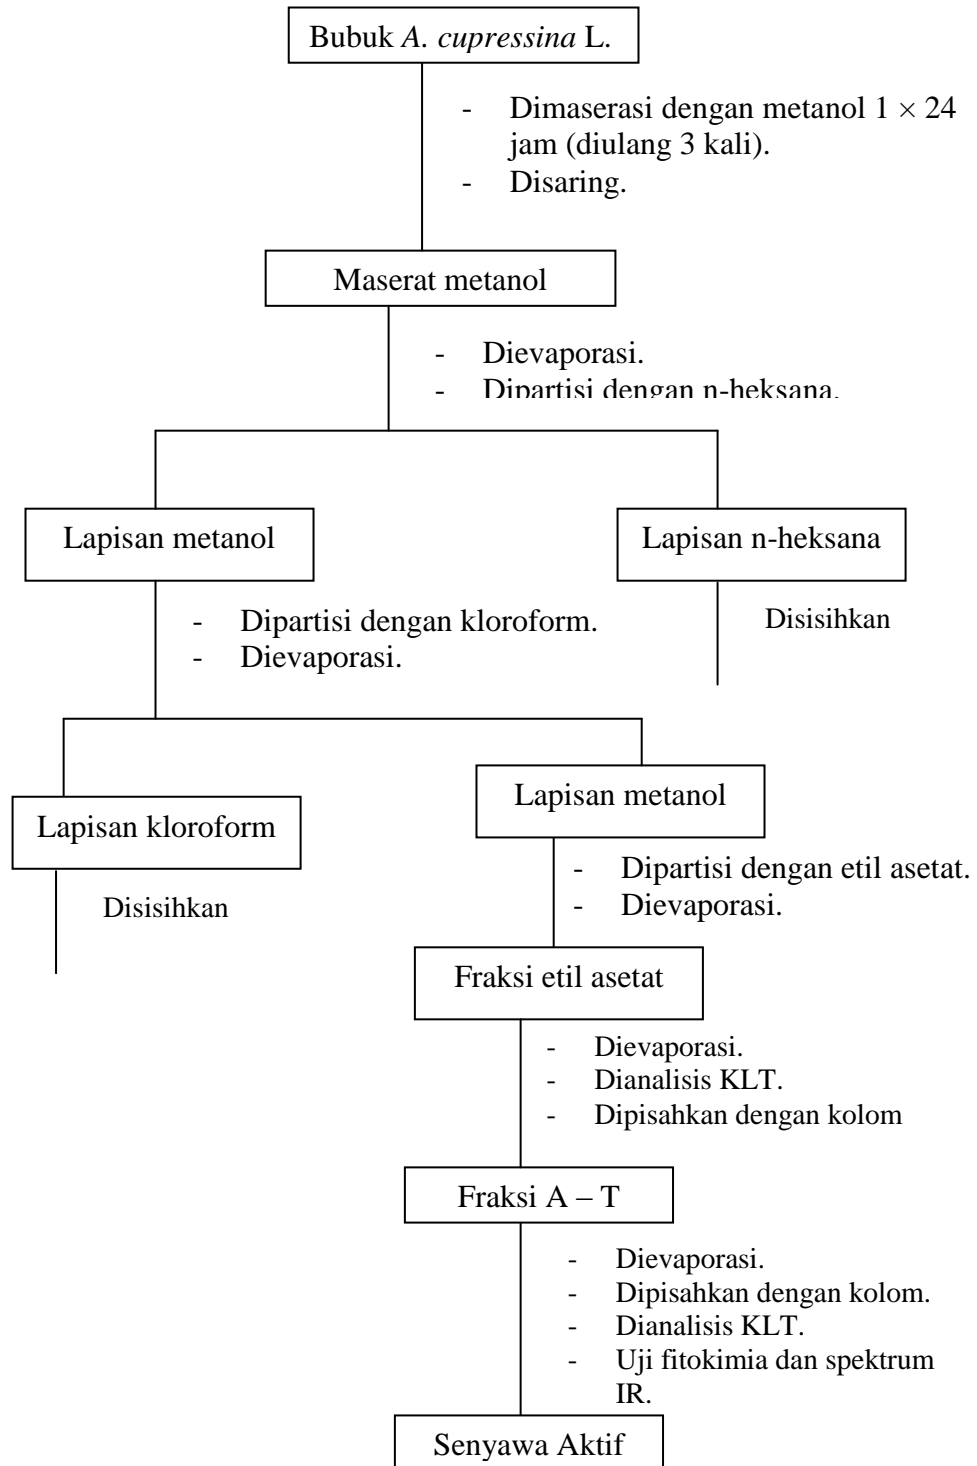 Bubuk A. cupressina L.
- Dimaserasi dengan metanol 1 × 24
jam (diulang 3 kali).
- Disaring.
Maserat metanol
- Dievaporasi.
- Dipartisi dengan n-heksana.
Lapisan metanol
Lapisan n-heksana
- Dipartisi dengan kloroform.
- Dievaporasi.
Disisihkan
Lapisan kloroform
Lapisan metanol
Disisihkan
- Dipartisi dengan etil asetat.
- Dievaporasi.
Fraksi etil asetat
- Dievaporasi.
- Dianalisis KLT.
- Dipisahkan dengan kolom
Fraksi A – T
- Dievaporasi.
- Dipisahkan dengan kolom.
- Dianalisis KLT.
- Uji fitokimia dan spektrum
IR.
Senyawa Aktif